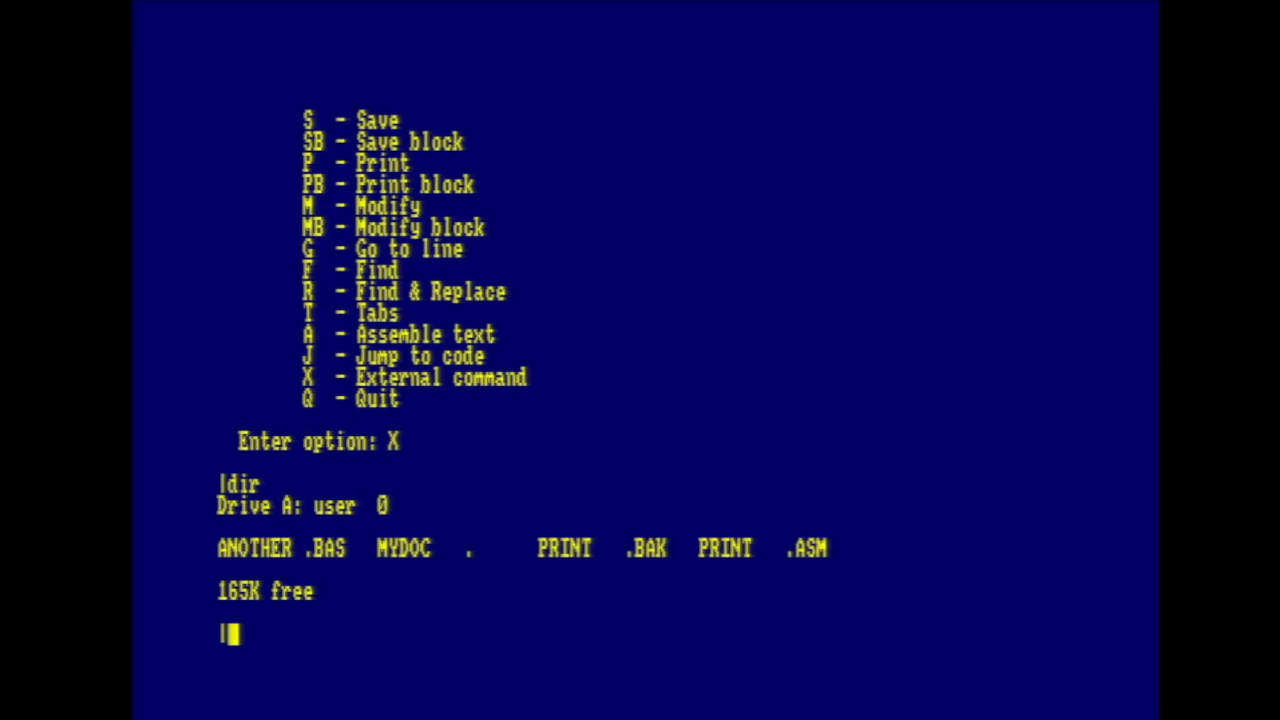 S  - Save
SB - Save block
P  - Print
PB - Print block
M  - Modify
MB - Modify block
G  - Go to line
F  - Find
R  - Find & Replace
T  - Tabs
A  - Assemble text
J  - Jump to code
X  - External command
Q  - Quit
Enter option: X
|dir
Drive A: user  0
ANOTHER .BAS   MYDOC   .      PRINT   .BAK   PRINT   .ASM
165K free
|